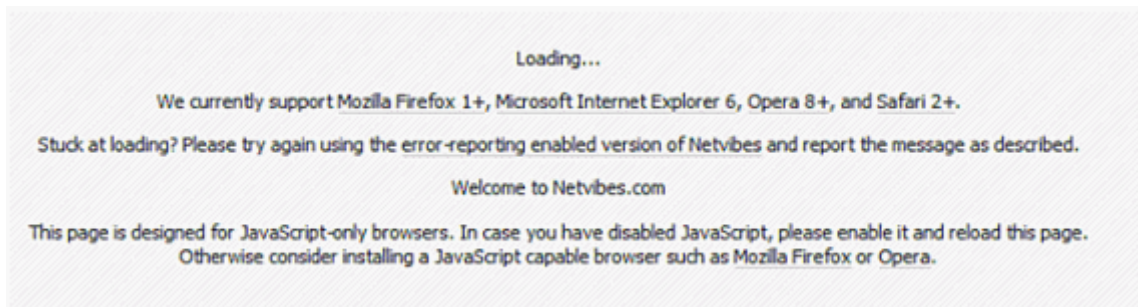 Loading...
We currently support Mozilla Firefox 1+, Microsoft Internet Explorer 6, Opera 8+, and Safari 2+.
Stuck at loading? Please try again using the error-reporting enabled version of Netvibes and report the message as described.
Welcome to Netvibes.com
This page is designed for JavaScript-only browsers. In case you have disabled JavaScript, please enable it and reload this page.
Otherwise consider installing a JavaScript capable browser such as Mozilla Firefox or Opera.